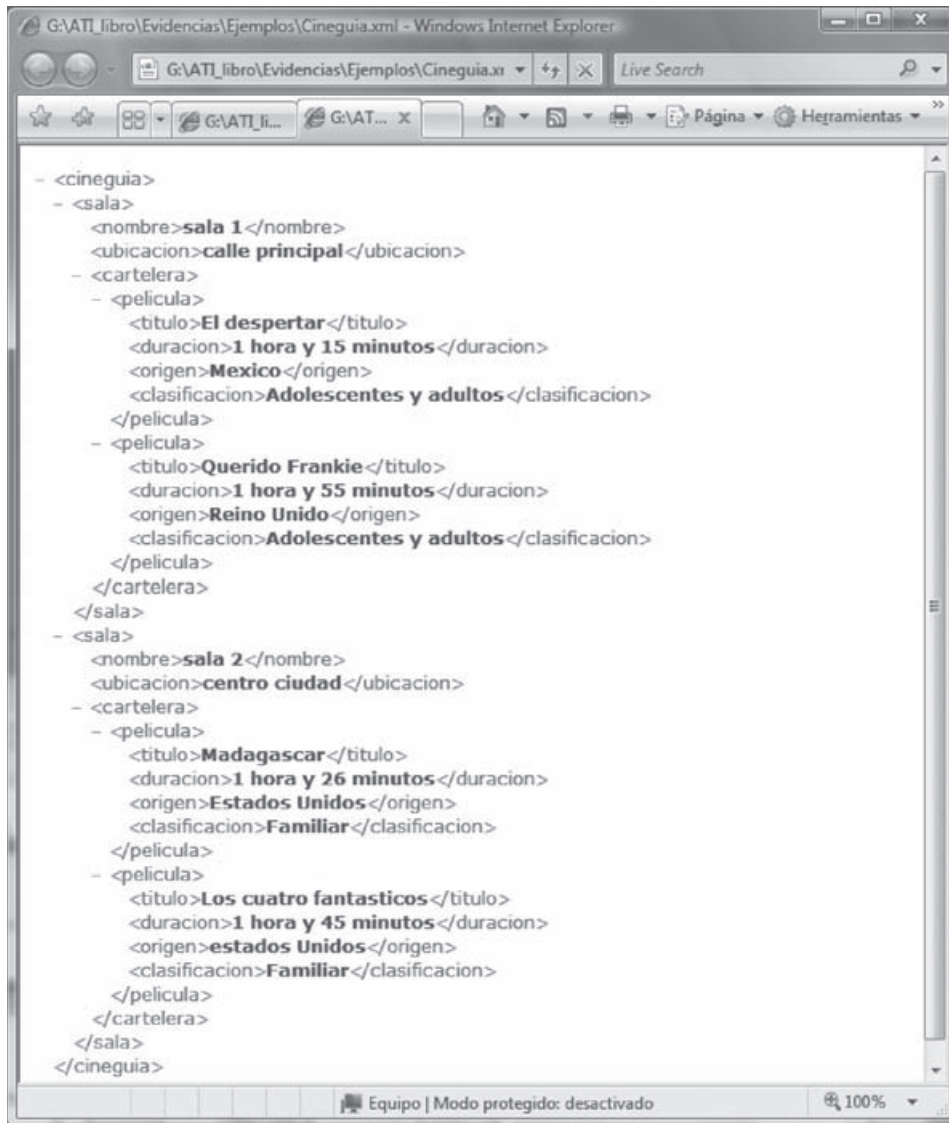 G:\ATI_libro\Evidencias\Ejemplos\Cineguia.xml - Windows Internet Explorer
G:\ATI_libro\Evidencias\Ejemplos\Cineguia.xı Live Search
G:\ATI_li... G:\AT... X Página Herramientas »
- <cineguia>
- <sala>
<nombre>sala 1</nombre>
<ubicacion>calle principal</ubicacion>
- <cartelera>
- <pelicula>
<titulo>El despertar</titulo>
<duracion>1 hora y 15 minutos</duracion>
<origen>Mexico</origen>
<clasificacion>Adolescentes y adultos</clasificacion>
</pelicula>
- <pelicula>
<titulo>Querido Frankie</titulo>
<duracion>1 hora y 55 minutos</duracion>
<origen>Reino Unido</origen>
<clasificacion>Adolescentes y adultos</clasificacion>
</pelicula>
</cartelera>
</sala>
- <sala>
<nombre>sala 2</nombre>
<ubicacion>centro ciudad</ubicacion>
- <cartelera>
- <pelicula>
<titulo>Madagascar</titulo>
<duracion>1 hora y 26 minutos</duracion>
<origen>Estados Unidos</origen>
<clasificacion>Familiar</clasificacion>
</pelicula>
- <pelicula>
<titulo>Los cuatro fantasticos</titulo>
<duracion>1 hora y 45 minutos</duracion>
<origen>estados Unidos</origen>
<clasificacion>Familiar</clasificacion>
</pelicula>
</cartelera>
</sala>
</cineguia>
Equipo | Modo protegido: desactivado 100%